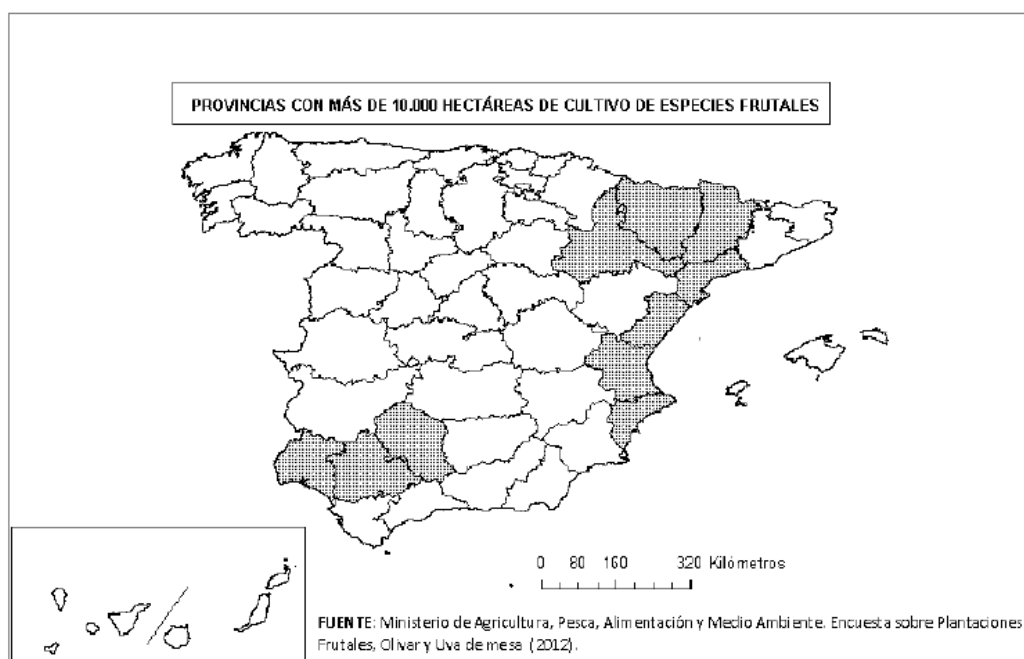 PROVINCIAS CON MÁS DE 10.000 HECTÁREAS DE CULTIVO DE ESPECIES FRUTALES
0 80 160 320 Kilómetros
FUENTE: Ministerio de Agricultura, Pesca, Alimentación y Medio Ambiente. Encuesta sobre Plantaciones
Frutales, Olivar y Uva de mesa (2012).